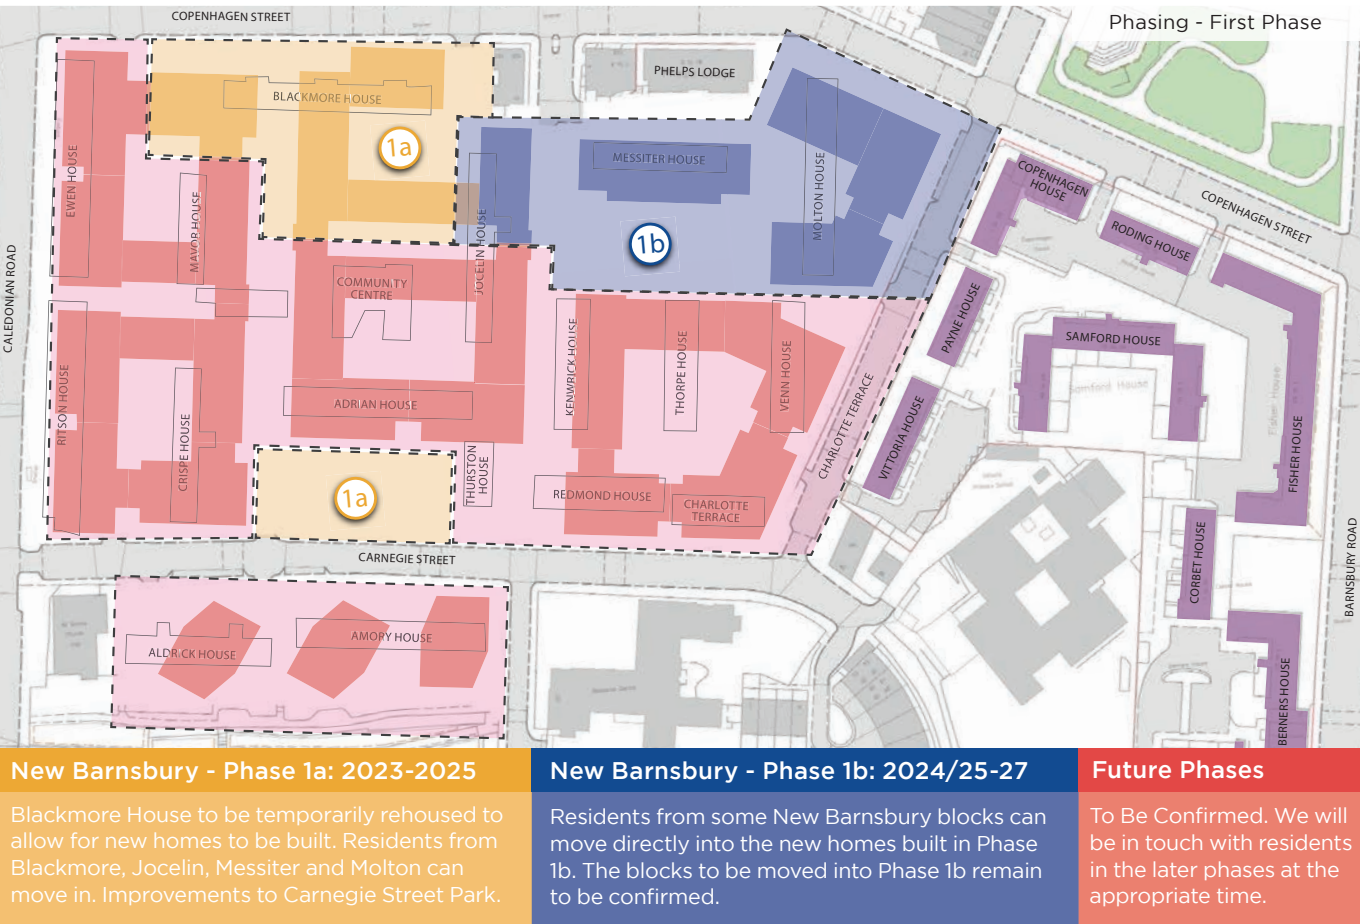 COPENHAGEN STREET
Phasing - First Phase
PHELPS LODGE
BLACKMORE HOUSE
1a
MESSITER HOUSE
MOLTON HOUSE
EWEN HOUSE
MAVOR HOUSE
JOCELIN HOUSE
1b
COPENHAGEN
HOUSE
COPENHAGEN STREET
RODING HOUSE
CALEDONIAN ROAD
COMMUNITY
CENTRE
PAYNE HOUSE
SAMFORD HOUSE
Samford House
KENWRICK HOUSE
THORPE HOUSE
VENN HOUSE
CHARLOTTE TERRACE
RITSON HOUSE
CRISPE HOUSE
ADRIAN HOUSE
VITTORIA HOUSE
Fisher House
FISHER HOUSE
1a
THURSTON
HOUSE
REDMOND HOUSE
CHARLOTTE
TERRACE
CARNEGIE STREET
CORBET HOUSE
BARNSBURY ROAD
ALDRICK HOUSE
AMORY HOUSE
BERNERS HOUSE
New Barnsbury - Phase 1a: 2023-2025
Blackmore House to be temporarily rehoused to
allow for new homes to be built. Residents from
Blackmore, Jocelin, Messiter and Molton can
move in. Improvements to Carnegie Street Park.
New Barnsbury - Phase 1b: 2024/25-27
Residents from some New Barnsbury blocks can
move directly into the new homes built in Phase
1b. The blocks to be moved into Phase 1b remain
to be confirmed.
Future Phases
To Be Confirmed. We will
be in touch with residents
in the later phases at the
appropriate time.